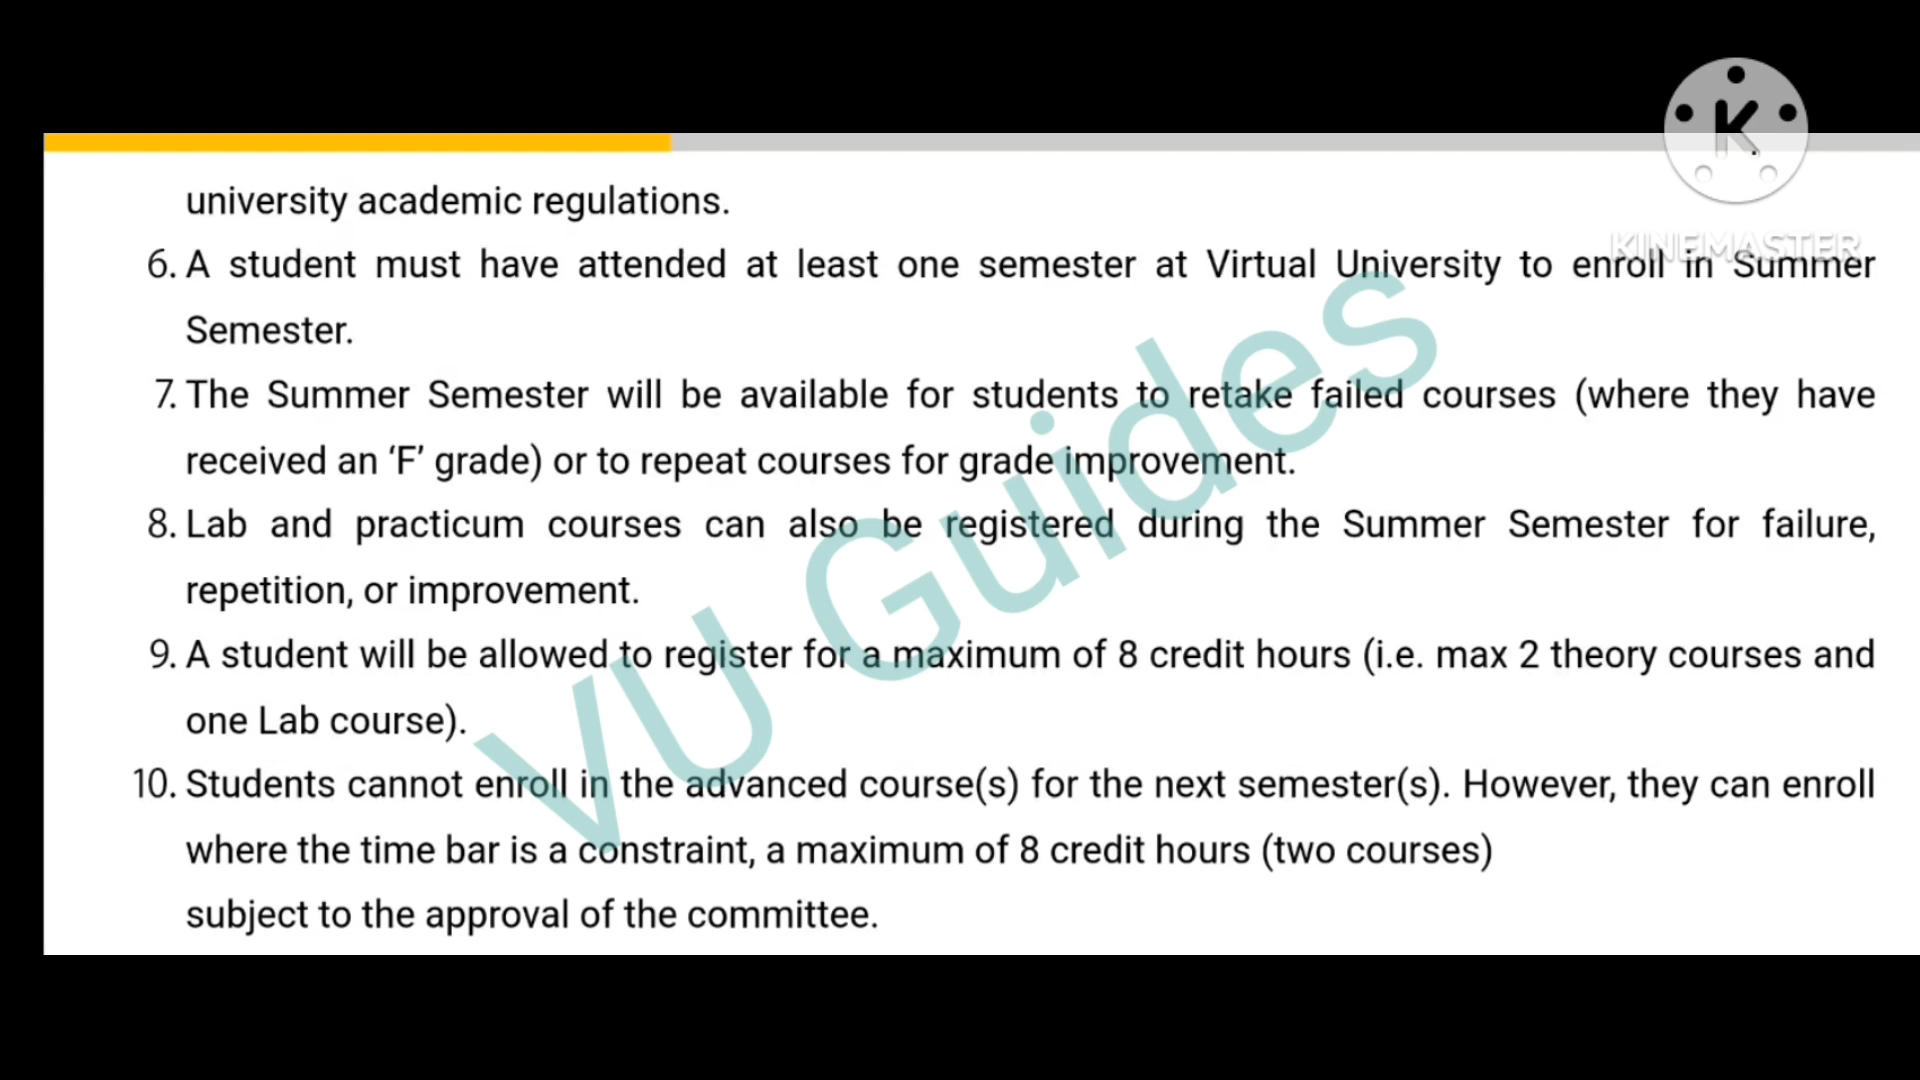 university academic regulations.
KINEMASTER
6. A student must have attended at least one semester at Virtual University to enroll in Summer
Semester.
7. The Summer Semester will be available for students to retake failed courses (where they have
received an ‘F’ grade) or to repeat courses for grade improvement.
8. Lab and practicum courses can also be registered during the Summer Semester for failure,
repetition, or improvement.
9. A student will be allowed to register for a maximum of 8 credit hours (i.e. max 2 theory courses and
one Lab course).
10. Students cannot enroll in the advanced course(s) for the next semester(s). However, they can enroll
where the time bar is a constraint, a maximum of 8 credit hours (two courses)
subject to the approval of the committee.
VU Guides
K